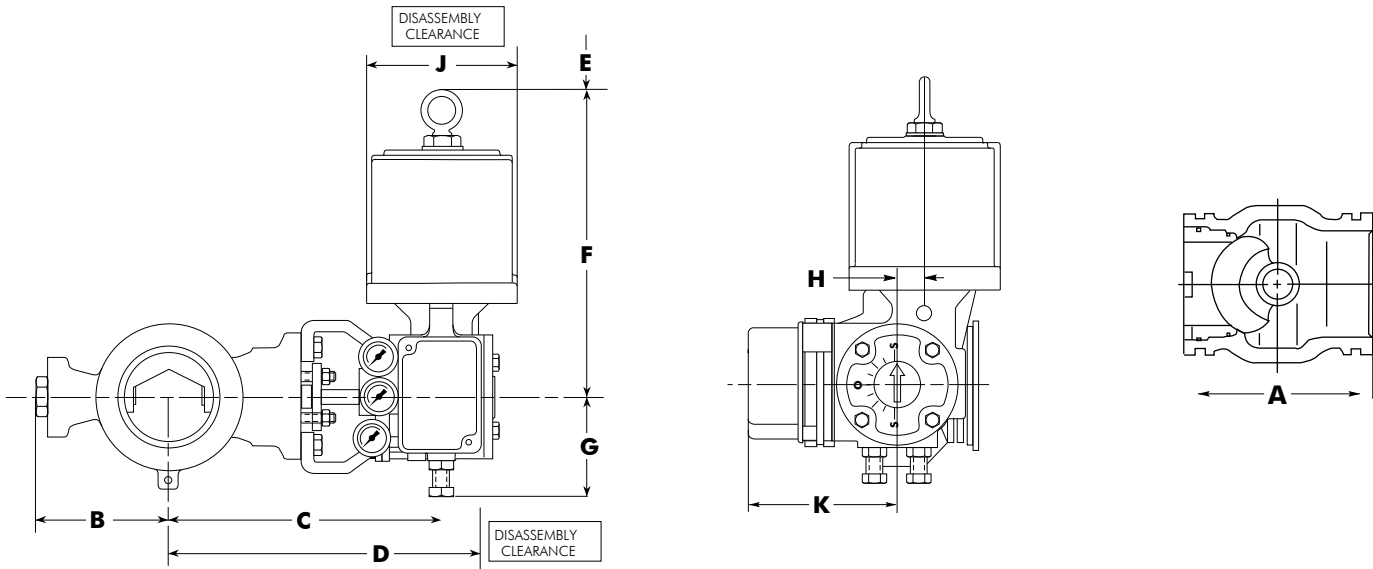 DISASSEMBLY
CLEARANCE
J
E
F
H
A
G
K
B
C
D
DISASSEMBLY
CLEARANCE
S
O
S